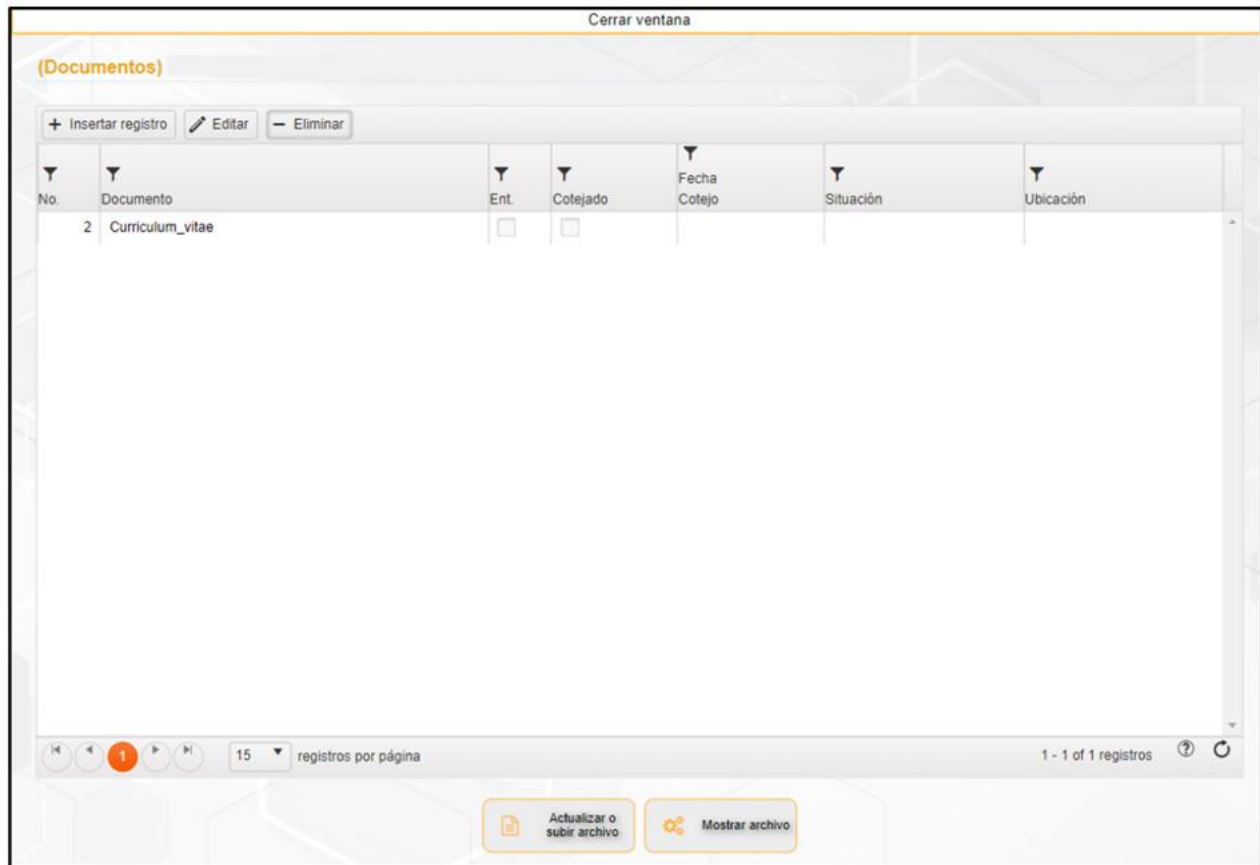 Cerrar ventana
(Documentos)
+ Insertar registro Editar − Eliminar
No. Documento Ent. Cotejado Fecha Cotejo Situación Ubicación
2 Curriculum_vitae
1 15 registros por página 1 - 1 of 1 registros ?
Actualizar o
subir archivo
Mostrar archivo